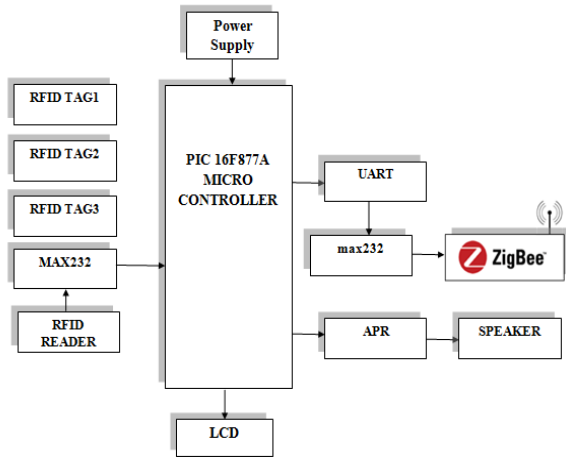 Power
Supply
RFID TAG1
RFID TAG2
RFID TAG3
MAX232
RFID
READER
PIC 16F877A
MICRO
CONTROLLER
UART
max232
ZigBee™
APR
SPEAKER
LCD